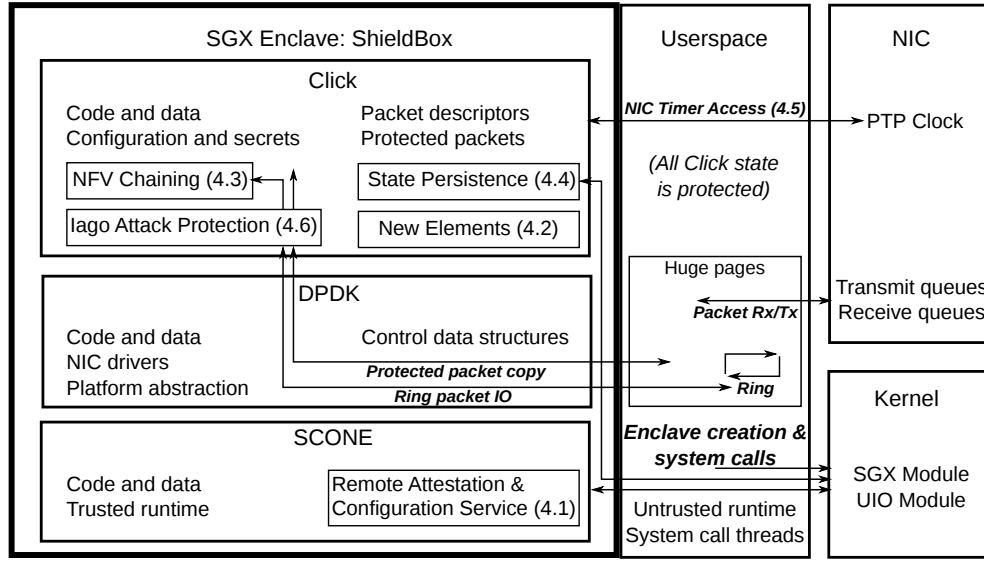 SGX Enclave: ShieldBox
Click
Code and data
Configuration and secrets
Packet descriptors
Protected packets
NFV Chaining (4.3)
State Persistence (4.4)
Iago Attack Protection (4.6)
New Elements (4.2)
DPDK
Code and data
NIC drivers
Platform abstraction
Control data structures
Protected packet copy
Ring packet IO
SCONE
Code and data
Trusted runtime
Remote Attestation &
Configuration Service (4.1)
Userspace
NIC Timer Access (4.5)
(All Click state
is protected)
Huge pages
Packet Rx/Tx
Ring
Enclave creation &
system calls
Untrusted runtime
System call threads
NIC
PTP Clock
Transmit queues
Receive queues
Kernel
SGX Module
UIO Module